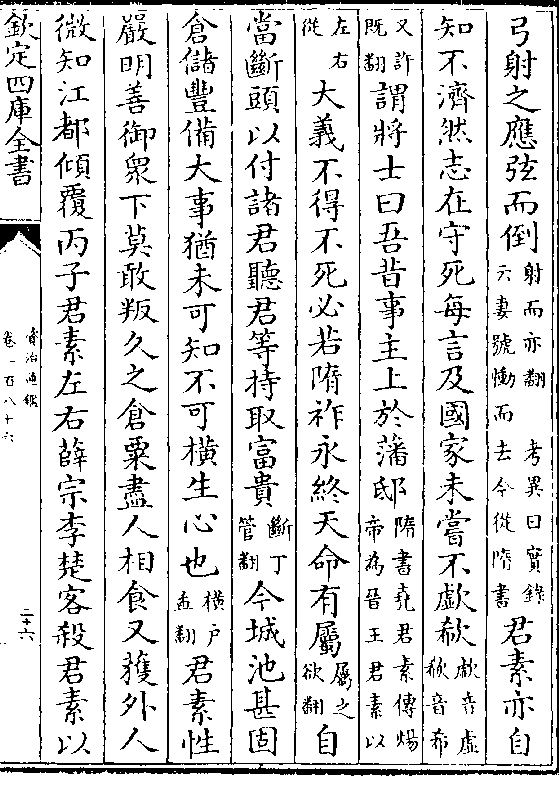 弓射之應弦而倒射而亦翻 考異曰實錄云妻號慟而去今從隋書君素亦自
知不濟然志在守死每言及國家未嘗不歔欷歔音虛欷音希
又許既翻謂將士曰吾昔事主上於藩邸隋書堯君素傳煬帝為晉王君素以
左右從大義不得不死必若隋祚永終天命有屬屬之欲翻自
當斷頭以付諸君聽君等持取富貴斷丁管翻今城池甚固
倉儲豐備大事猶未可知不可橫生心也橫戶孟翻君素性
嚴明善御衆下莫敢叛久之倉粟盡人相食又獲外人
微知江都傾覆丙子君素左右薛宗李楚客殺君素以
欽定四庫全書
資治通鑑
卷一百八十六
二十六